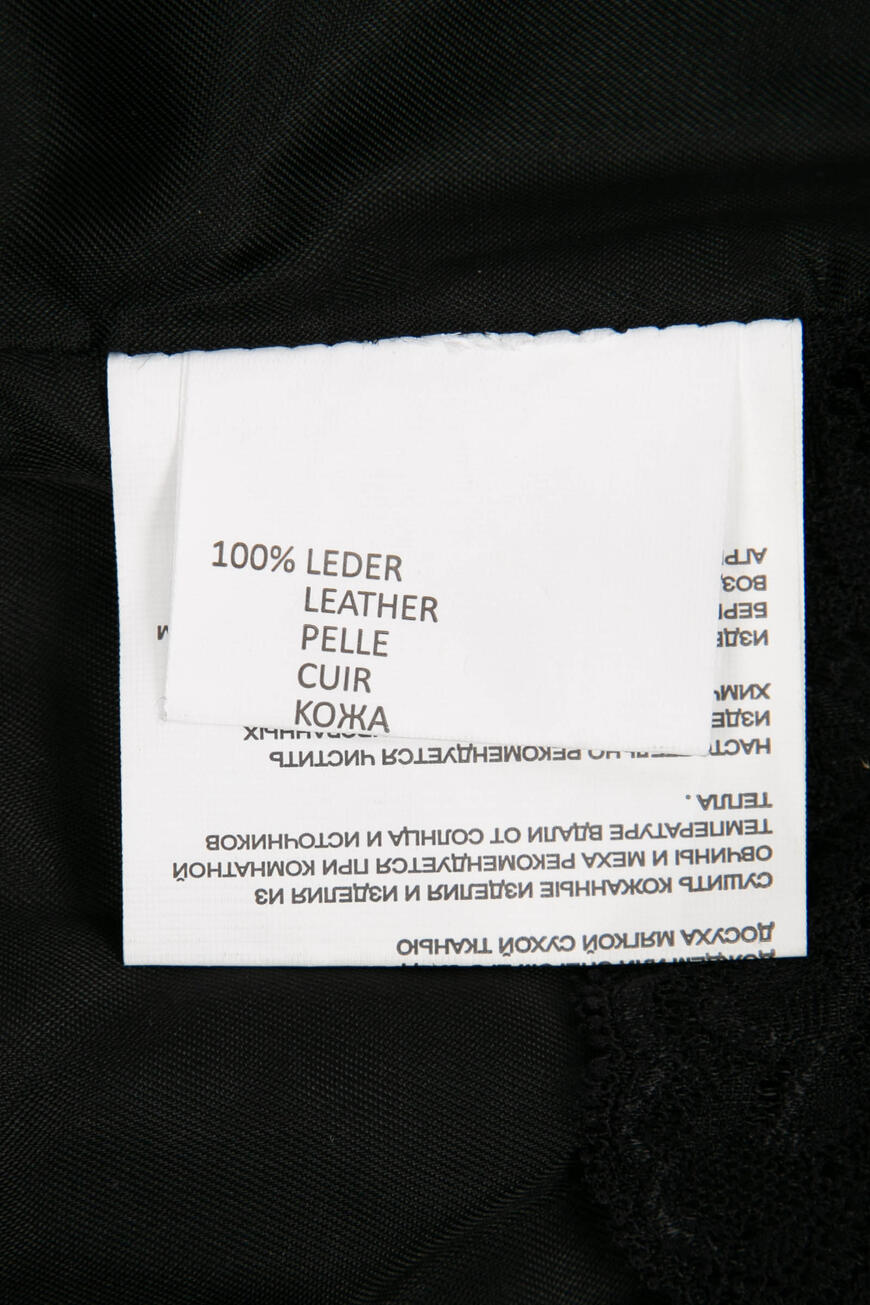 100% LEDER
LEATHER
PELLE
CUIR
КОЖА
ДОСУХА МЯГКОЙ СУХОЙ ТКАНЬЮ
СУШИТЬ КОЖАННЫЕ ИЗДЕЛИЯ И ИЗДЕЛИЯ ИЗ
ОВЧИНЫ И МЕХА РЕКОМЕНДУЕТСЯ ПРИ КОМНАТНОЙ
ТЕМПЕРАТУРЕ ВДАЛИ ОТ СОЛНЦА И ИСТОЧНИКОВ
ТЕПЛА .
РЕКОМЕНДУЕТСЯ ЧИСТИТЬ